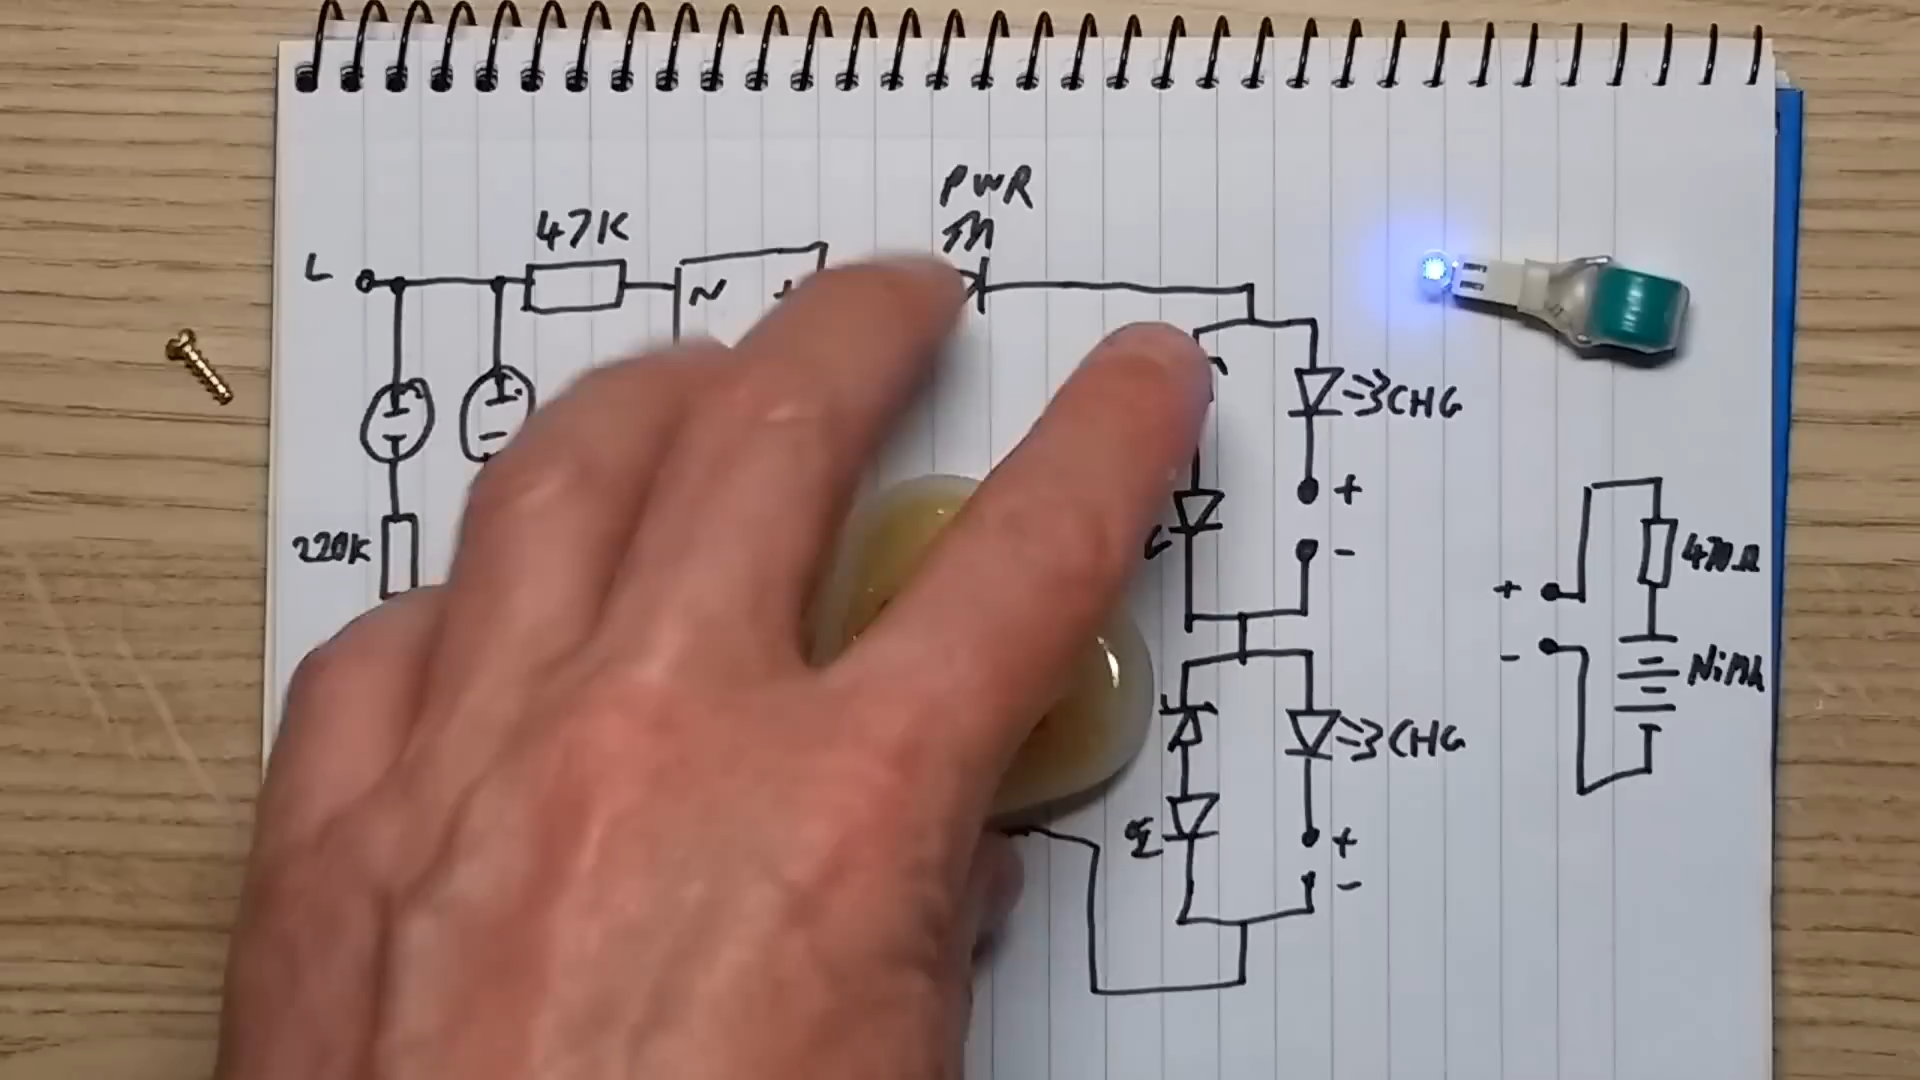 PWR
47K
L
~
+
CHG
+
-
220K
470Ω
+
-
NiMh
CHG
+
-